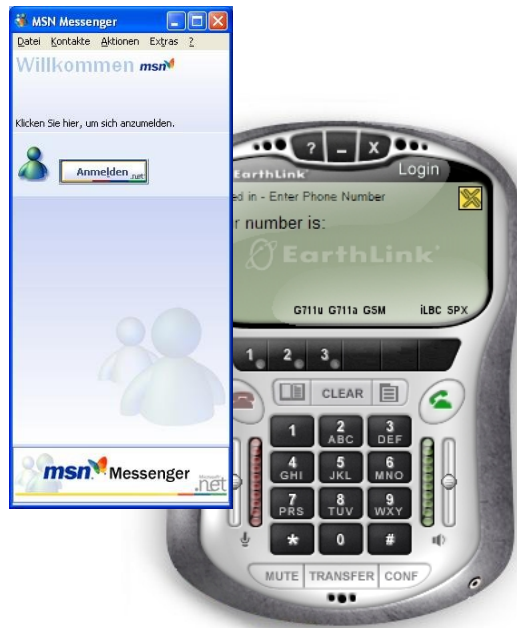 MSN Messenger
Datei Kontakte Aktionen Extras ?
Willkommen msn
Klicken Sie hier, um sich anzumelden.
Anmelden .net
msn Messenger
.net
? – X
EarthLink Login
in - Enter Phone Number
number is:
EarthLink
G711u G711a GSM iLBC SPX
1 2 3
CLEAR
1 2 ABC 3 DEF
4 GHI 5 JKL 6 MNO
7 PRS 8 TUV 9 WXY
* 0 #
MUTE TRANSFER CONF